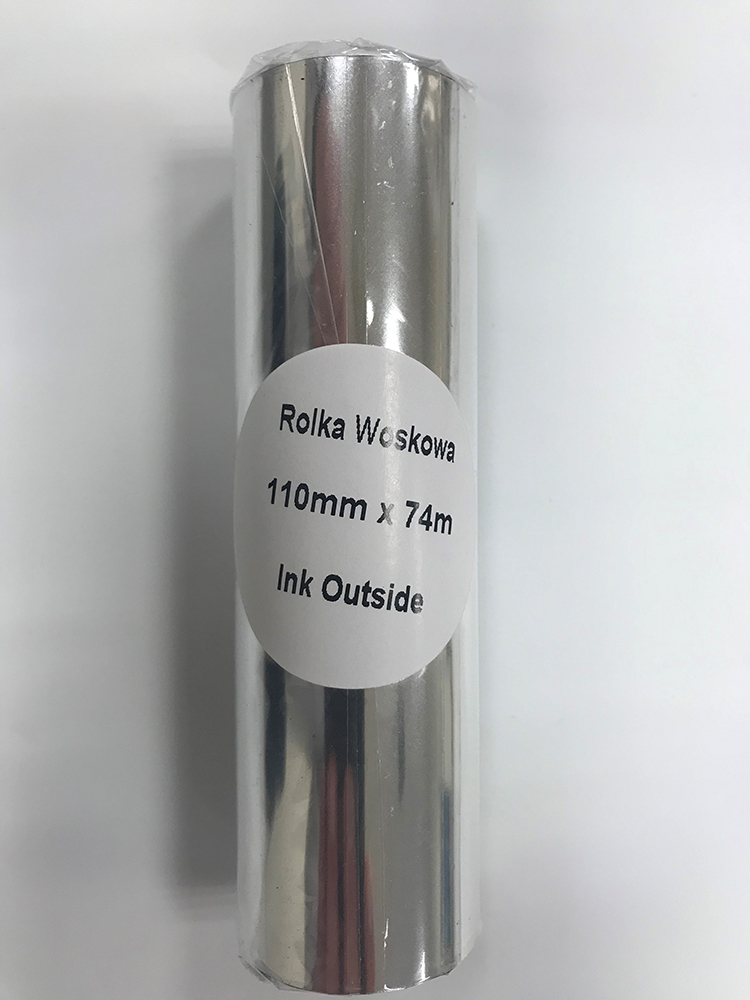 Rolka Woskowa
110mm x 74m
Ink Outside